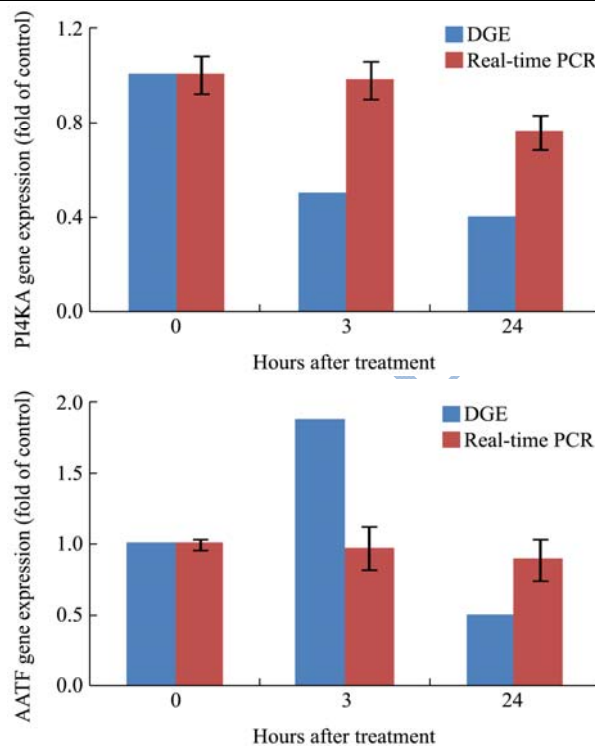 PI4KA gene expression (fold of control)
1.2
0.8
0.4
0.0
DGE
Real-time PCR
0 3 24
Hours after treatment
AATF gene expression (fold of control)
2.0
1.5
1.0
0.5
0.0
DGE
Real-time PCR
0 3 24
Hours after treatment